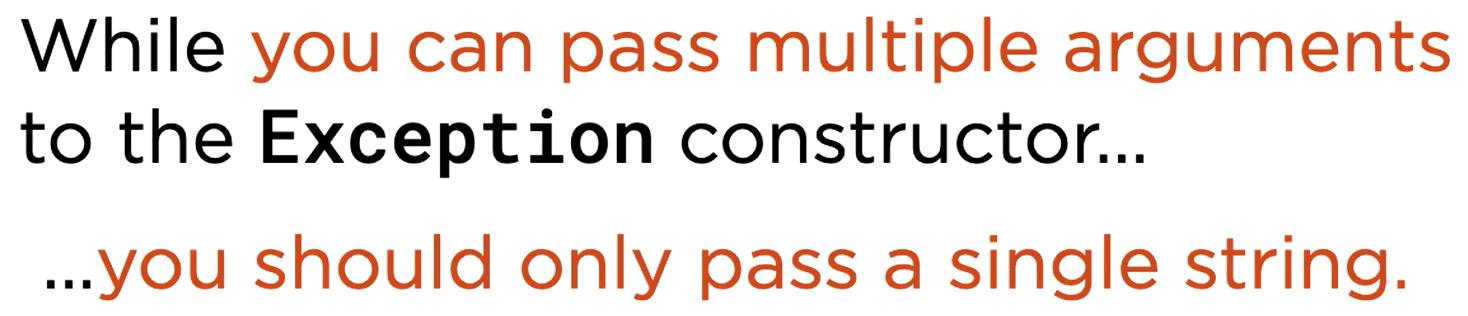 While you can pass multiple arguments
to the Exception constructor...
...you should only pass a single string.